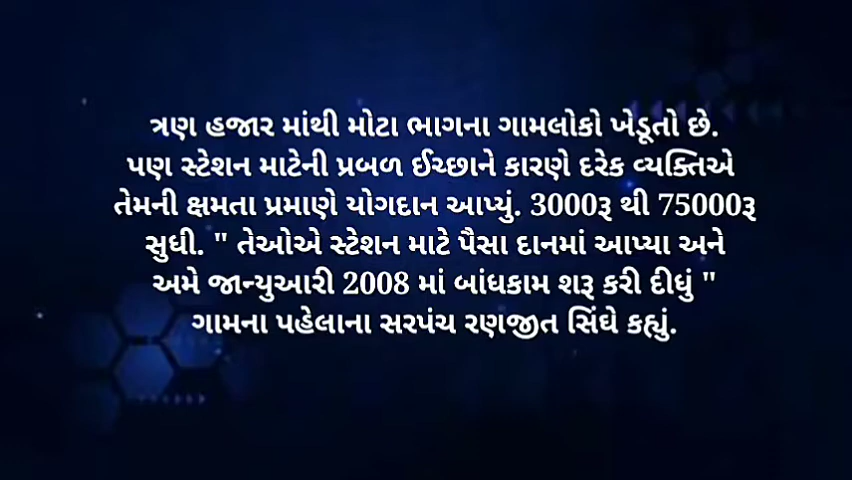 ત્રણ હજાર માંથી મોટા ભાગના ગામલોકો ખેડૂતો છે.
પણ સ્ટેશન માટેની પ્રબળ ઈચ્છાને કારણે દરેક વ્યક્તિએ
તેમની ક્ષમતા પ્રમાણે યોગદાન આપ્યું. 3000રૂ થી 75000રૂ
સુધી. " તેઓએ સ્ટેશન માટે પૈસા દાનમાં આપ્યા અને
અમે જાન્યુઆરી 2008 માં બાંધકામ શરૂ કરી દીધું "
ગામના પહેલાના સરપંચ રણજીત સિંઘે કહ્યું.